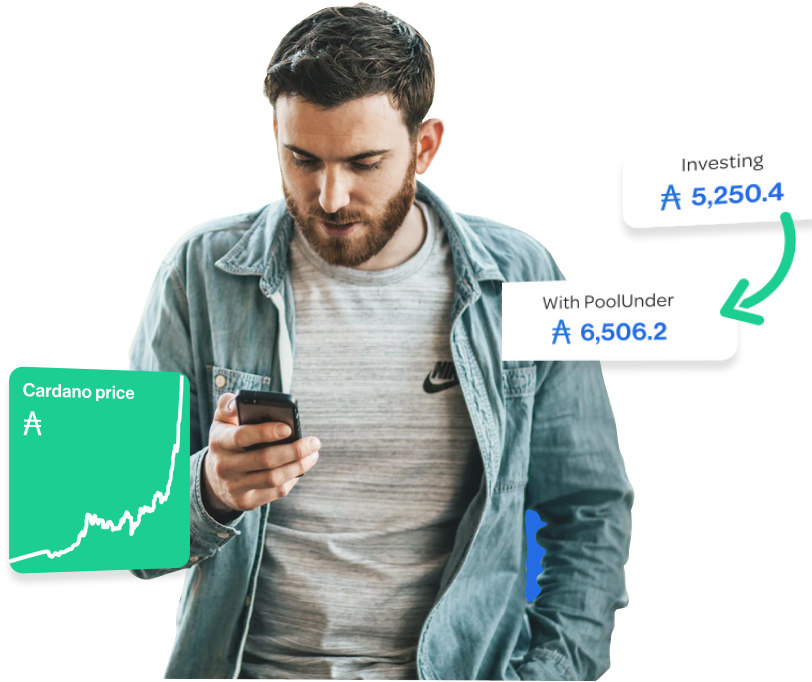 Investing
₳ 5,250.4
With PoolUnder
₳ 6,506.2
Cardano price
₳